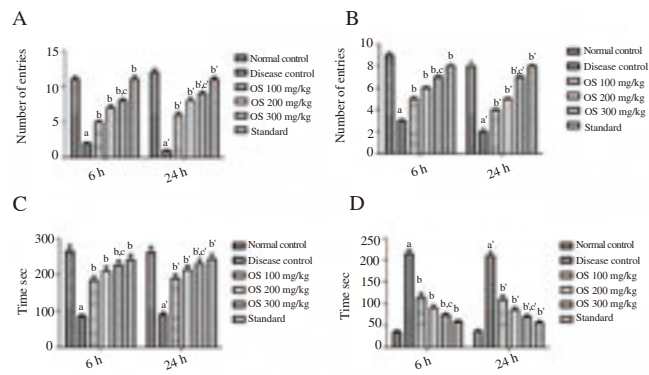 A
Number of entries
15
10
5
0
a
b
b
b,c
b
a'
b'
b'
b',c'
b'
6 h
24 h
Normal control
Disease control
OS 100 mg/kg
OS 200 mg/kg
OS 300 mg/kg
Standard
B
Number of entries
10
8
6
4
2
0
a
b
b
b,c
b
a'
b'
b'
b',c'
b'
6 h
24 h
Normal control
Disease control
OS 100 mg/kg
OS 200 mg/kg
OS 300 mg/kg
Standard
C
Time sec
300
200
100
0
a
b
b
b,c
b
a'
b'
b'
b'c'
b'
6 h
24 h
Normal control
Disease control
OS 100 mg/kg
OS 200 mg/kg
OS 300 mg/kg
Standard
D
Time sec
250
200
150
100
50
0
a
b
b
b,c
b
a'
b'
b'
b',c'
b'
6 h
24 h
Normal control
Disease control
OS 100 mg/kg
OS 200 mg/kg
OS 300 mg/kg
Standard